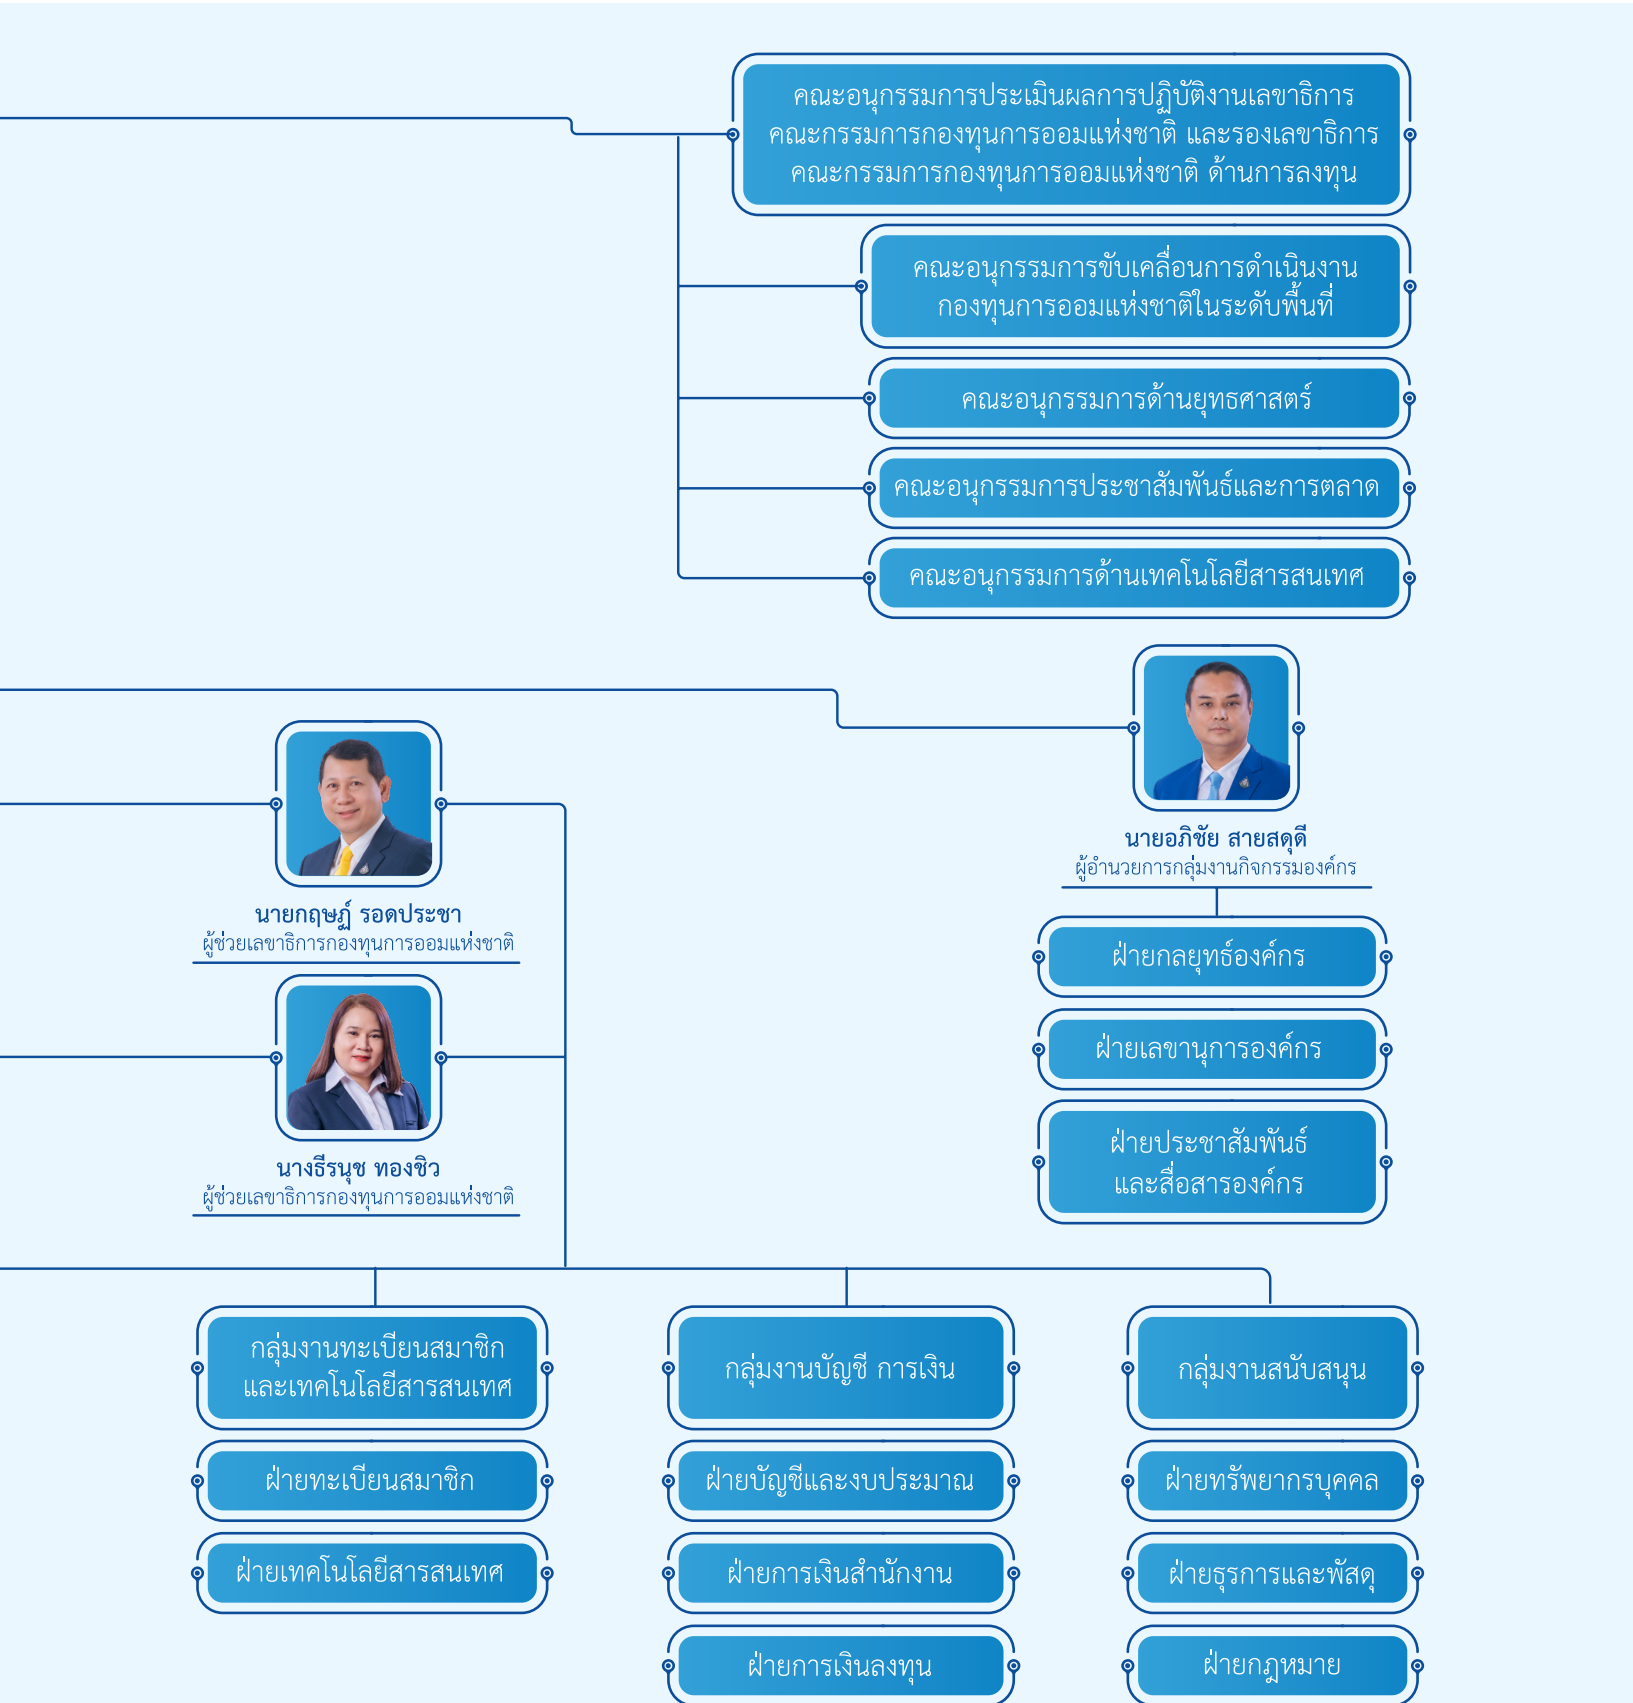 คณะอนุกรรมการประเมินผลการปฏิบัติงานเลขาธิการ
คณะกรรมการกองทุนการออมแห่งชาติ และรองเลขาธิการ
คณะกรรมการกองทุนการออมแห่งชาติ ด้านการลงทุน
คณะอนุกรรมการขับเคลื่อนการดำเนินงาน
กองทุนการออมแห่งชาติในระดับพื้นที่
คณะอนุกรรมการด้านยุทธศาสตร์
คณะอนุกรรมการประชาสัมพันธ์และการตลาด
คณะอนุกรรมการด้านเทคโนโลยีสารสนเทศ
นายอภิชัย สายสดุดี
ผู้อำนวยการกลุ่มงานกิจกรรมองค์กร
ฝ่ายกลยุทธ์องค์กร
ฝ่ายเลขานุการองค์กร
ฝ่ายประชาสัมพันธ์
และสื่อสารองค์กร
นายกฤษฏ์ รอดประชา
ผู้ช่วยเลขาธิการกองทุนการออมแห่งชาติ
นางธีรนุช ทองชิว
ผู้ช่วยเลขาธิการกองทุนการออมแห่งชาติ
กลุ่มงานทะเบียนสมาชิก
และเทคโนโลยีสารสนเทศ
ฝ่ายทะเบียนสมาชิก
ฝ่ายเทคโนโลยีสารสนเทศ
กลุ่มงานบัญชี การเงิน
ฝ่ายบัญชีและงบประมาณ
ฝ่ายการเงินสำนักงาน
ฝ่ายการเงินลงทุน
กลุ่มงานสนับสนุน
ฝ่ายทรัพยากรบุคคล
ฝ่ายธุรการและพัสดุ
ฝ่ายกฎหมาย